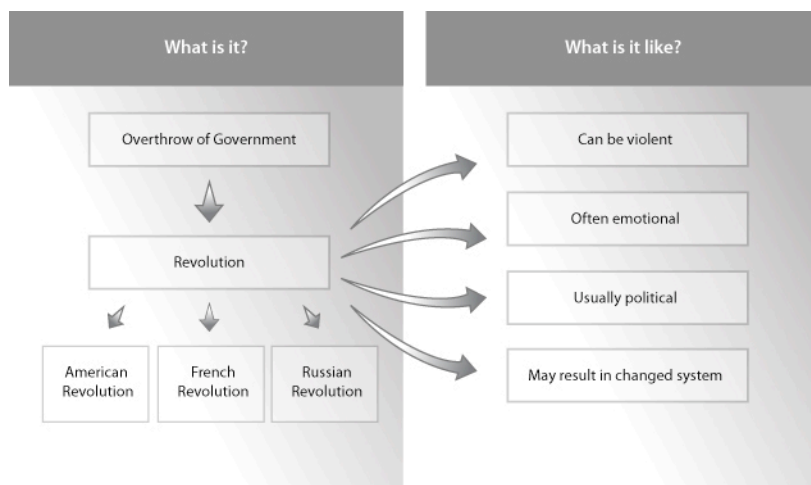 What is it?
Overthrow of Government
Revolution
American
Revolution
French
Revolution
Russian
Revolution
What is it like?
Can be violent
Often emotional
Usually political
May result in changed system